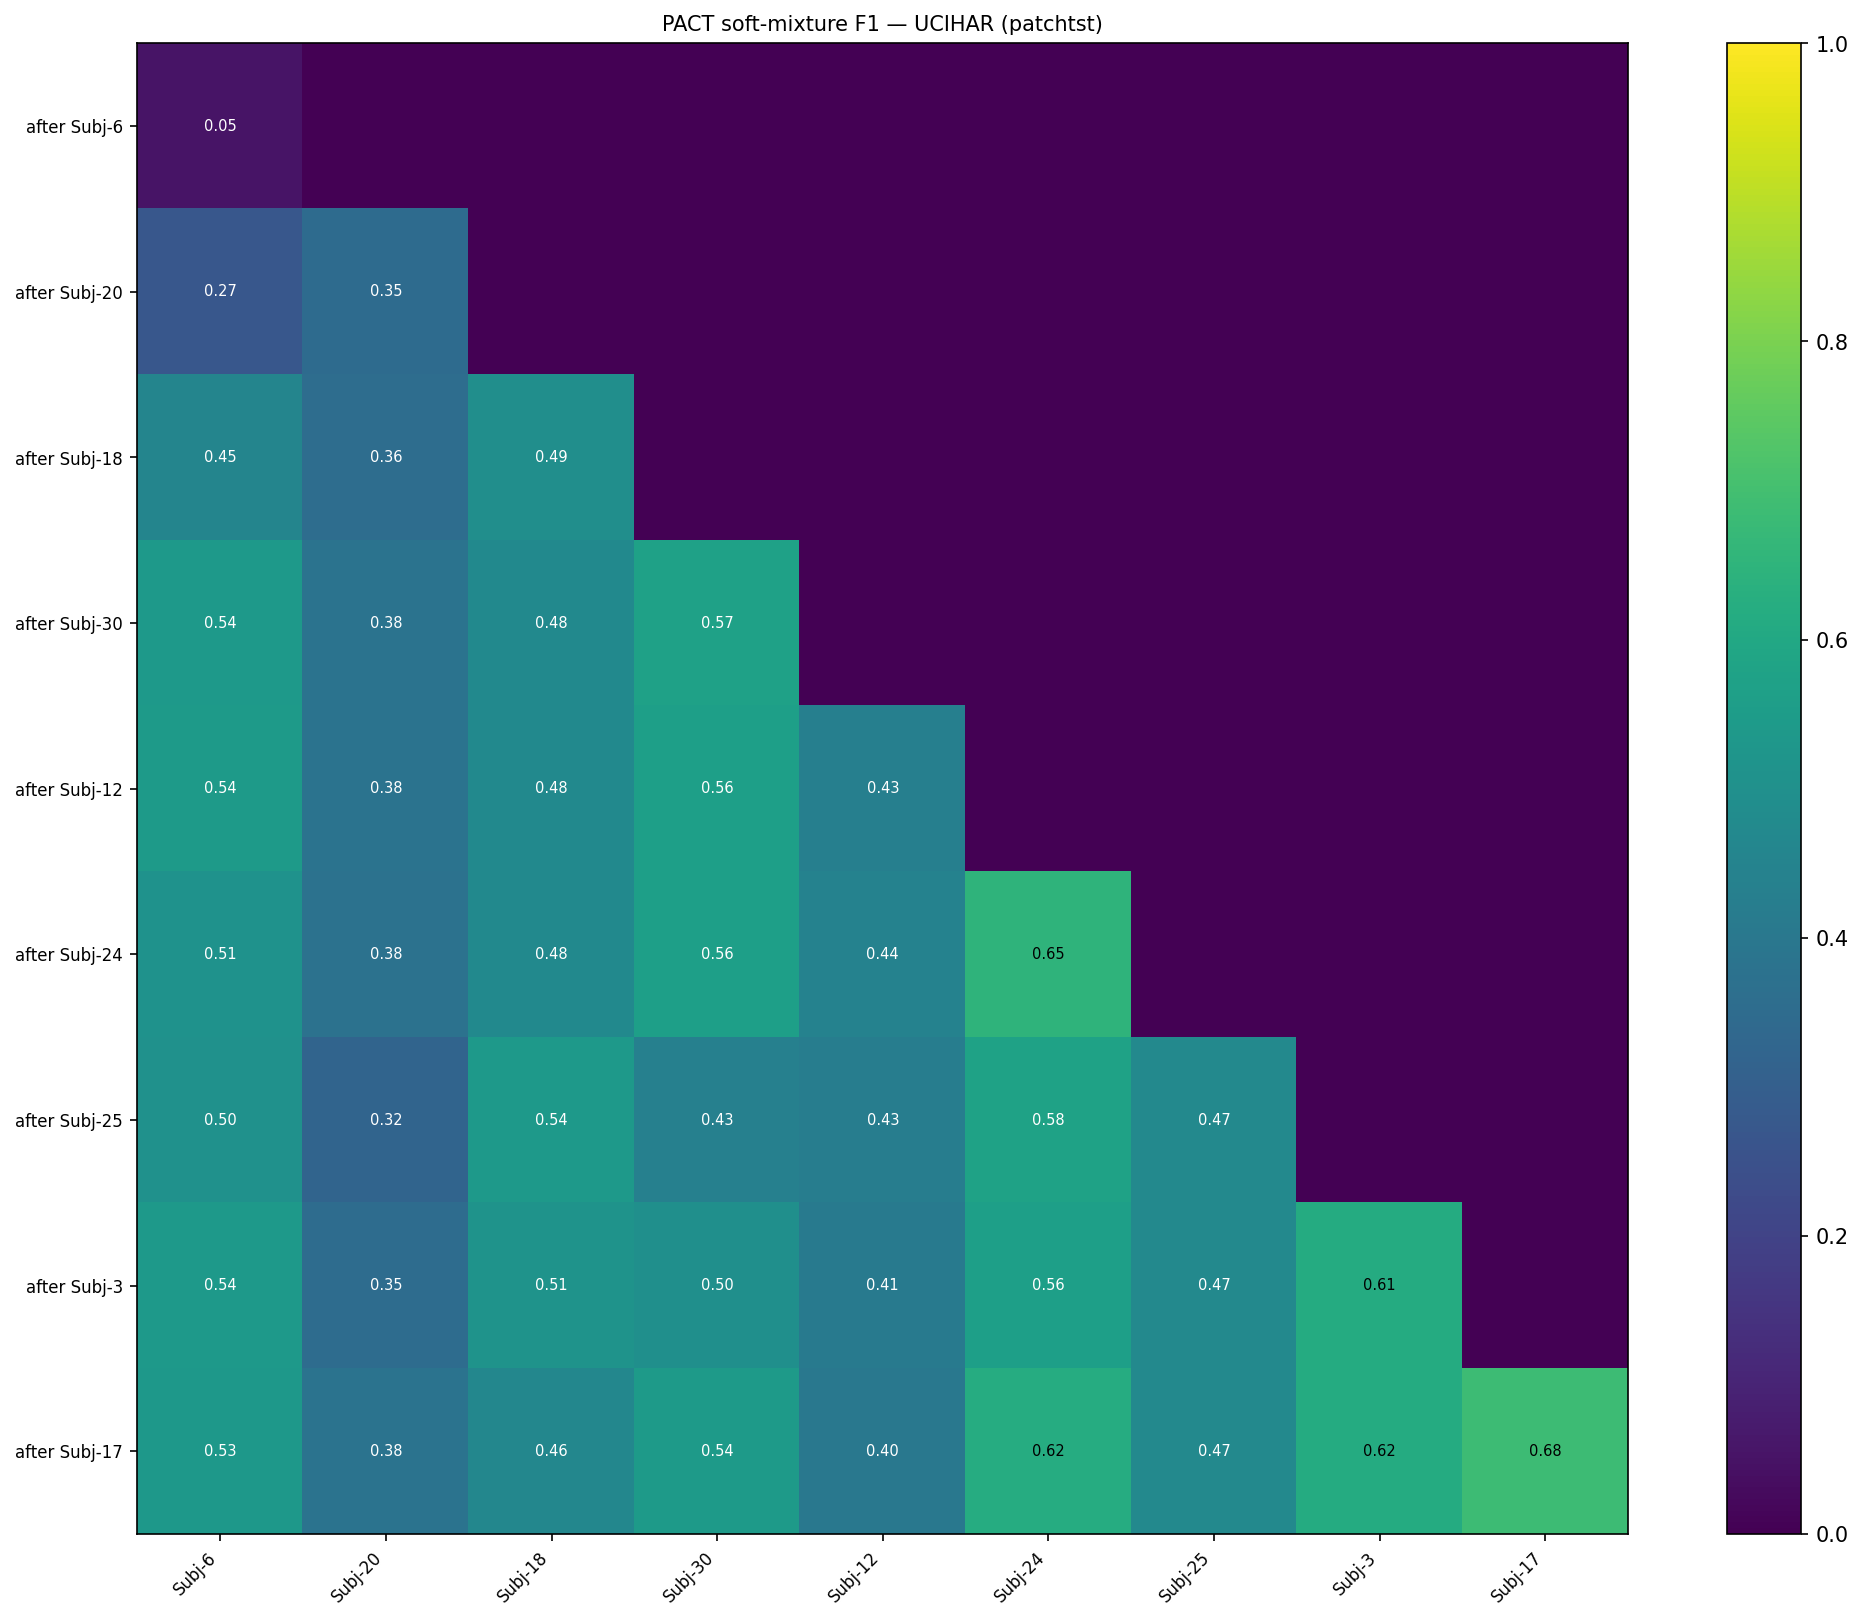 PACT soft-mixture F1 — UCIHAR (patchtst)
1.0
after Subj-6 0.05
after Subj-20 0.27 0.35
0.8
after Subj-18 0.45 0.36 0.49
after Subj-30 0.54 0.38 0.48 0.57
0.6
after Subj-12 0.54 0.38 0.48 0.56 0.43
0.4
after Subj-24 0.51 0.38 0.48 0.56 0.44 0.65
after Subj-25 0.50 0.32 0.54 0.43 0.43 0.58 0.47
0.2
after Subj-3 0.54 0.35 0.51 0.50 0.41 0.56 0.47 0.61
after Subj-17 0.53 0.38 0.46 0.54 0.40 0.62 0.47 0.62 0.68
0.0
Subj-6 Subj-20 Subj-18 Subj-30 Subj-12 Subj-24 Subj-25 Subj-3 Subj-17